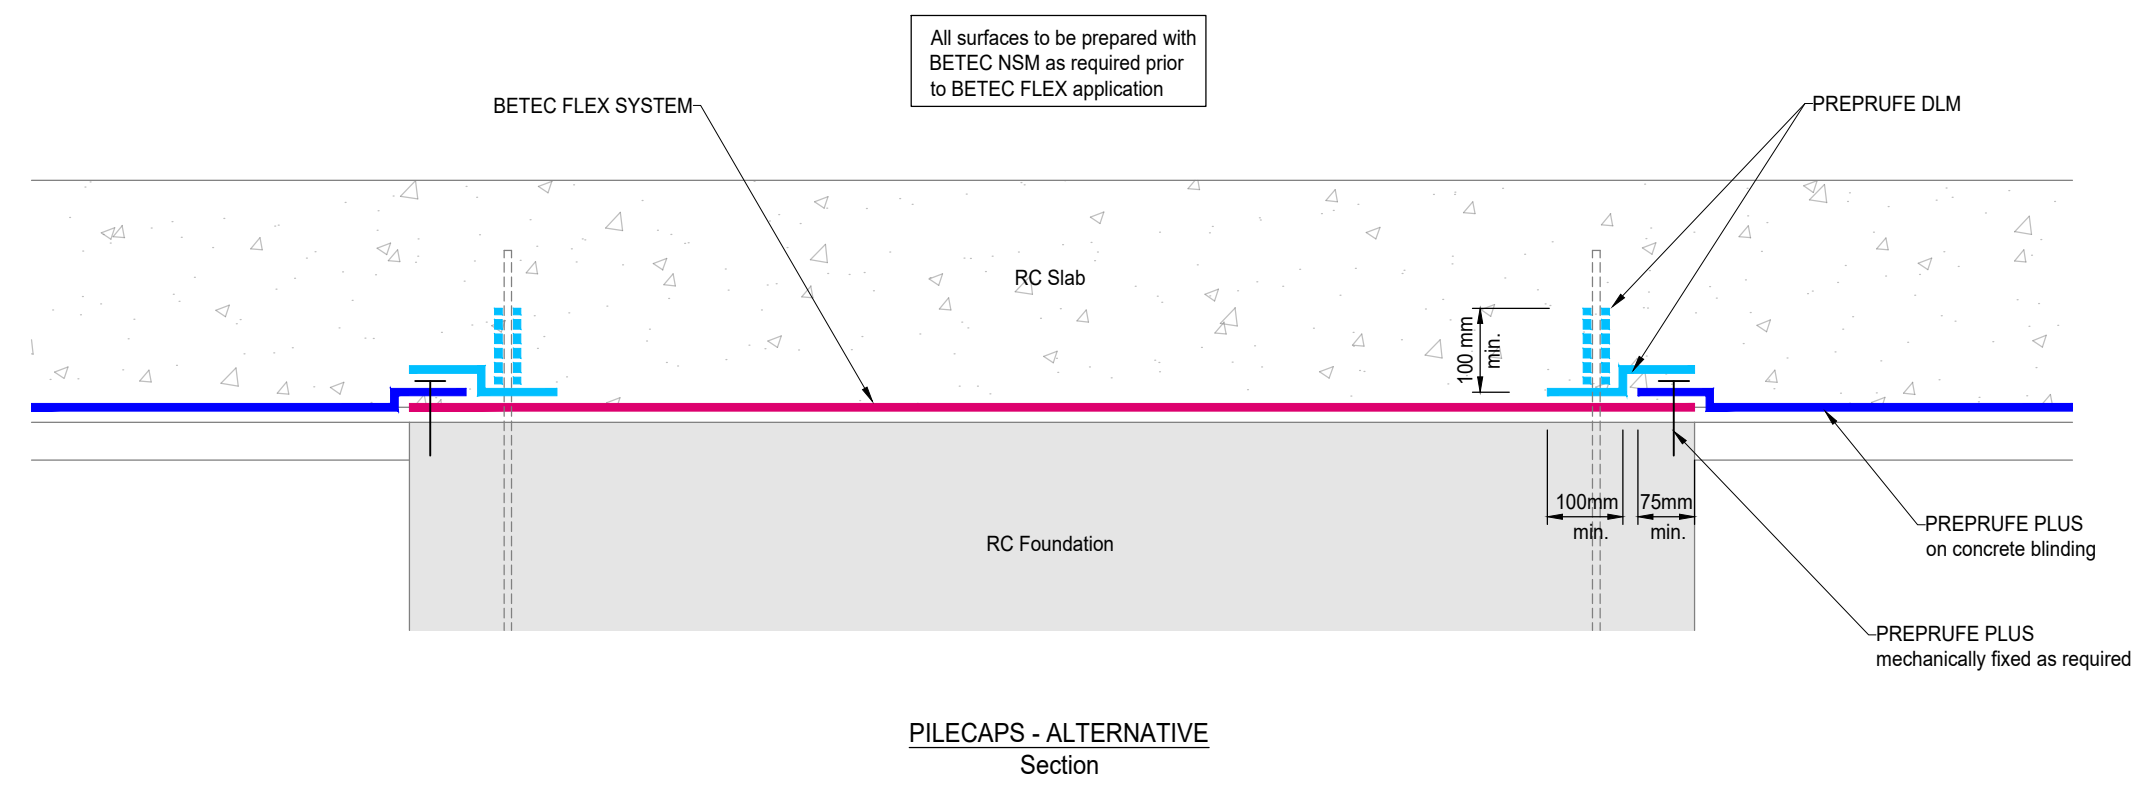 All surfaces to be prepared with
BETEC NSM as required prior
to BETEC FLEX application
BETEC FLEX SYSTEM
PREPRUFE DLM
RC Slab
100 mm
min.
100mm
min.
75mm
min.
RC Foundation
PREPRUFE PLUS
on concrete blinding
PREPRUFE PLUS
mechanically fixed as required
PILECAPS - ALTERNATIVE
Section